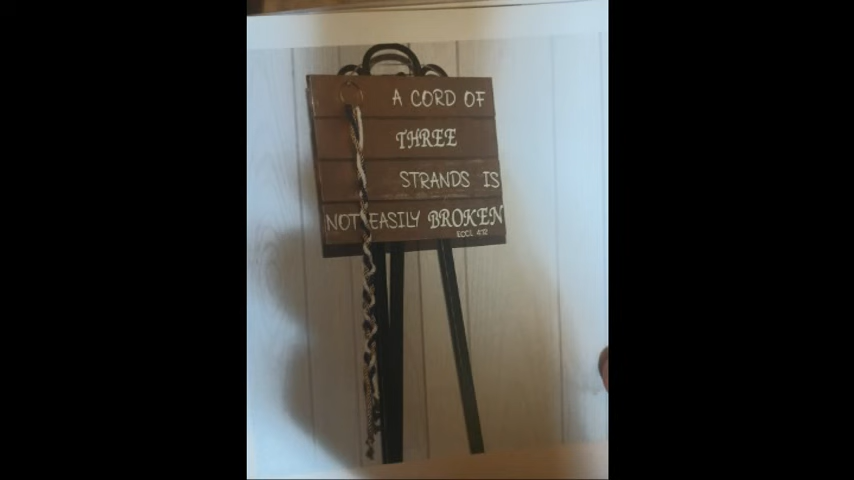 A CORD OF
THREE
STRANDS IS
NOT EASILY BROKEN
ECCL 4:12